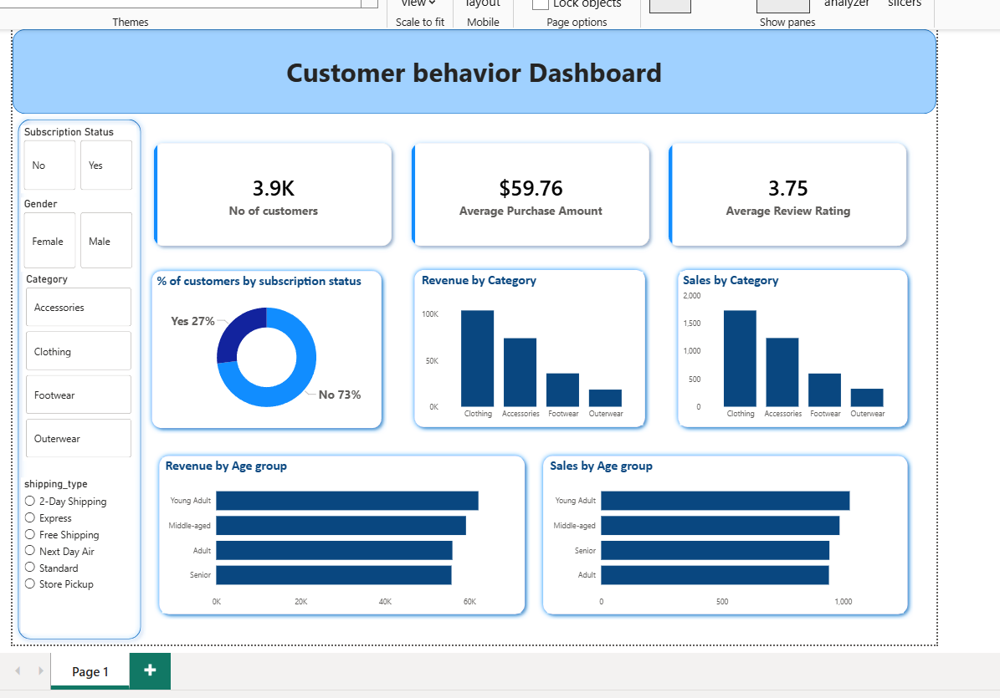 view
layout
Lock objects
analyzer
slicers
Themes
Scale to fit
Mobile
Page options
Show panes
Customer behavior Dashboard
Subscription Status
No
Yes
Gender
Female
Male
Category
Accessories
Clothing
Footwear
Outerwear
shipping_type
2-Day Shipping
Express
Free Shipping
Next Day Air
Standard
Store Pickup
3.9K
No of customers
$59.76
Average Purchase Amount
3.75
Average Review Rating
% of customers by subscription status
Yes 27%
No 73%
Revenue by Category
100K
50K
0K
Clothing
Accessories
Footwear
Outerwear
Sales by Category
2,000
1,500
1,000
500
0
Clothing
Accessories
Footwear
Outerwear
Revenue by Age group
Young Adult
Middle-aged
Adult
Senior
0K
20K
40K
60K
Sales by Age group
Young Adult
Middle-aged
Senior
Adult
0
500
1,000
Page 1